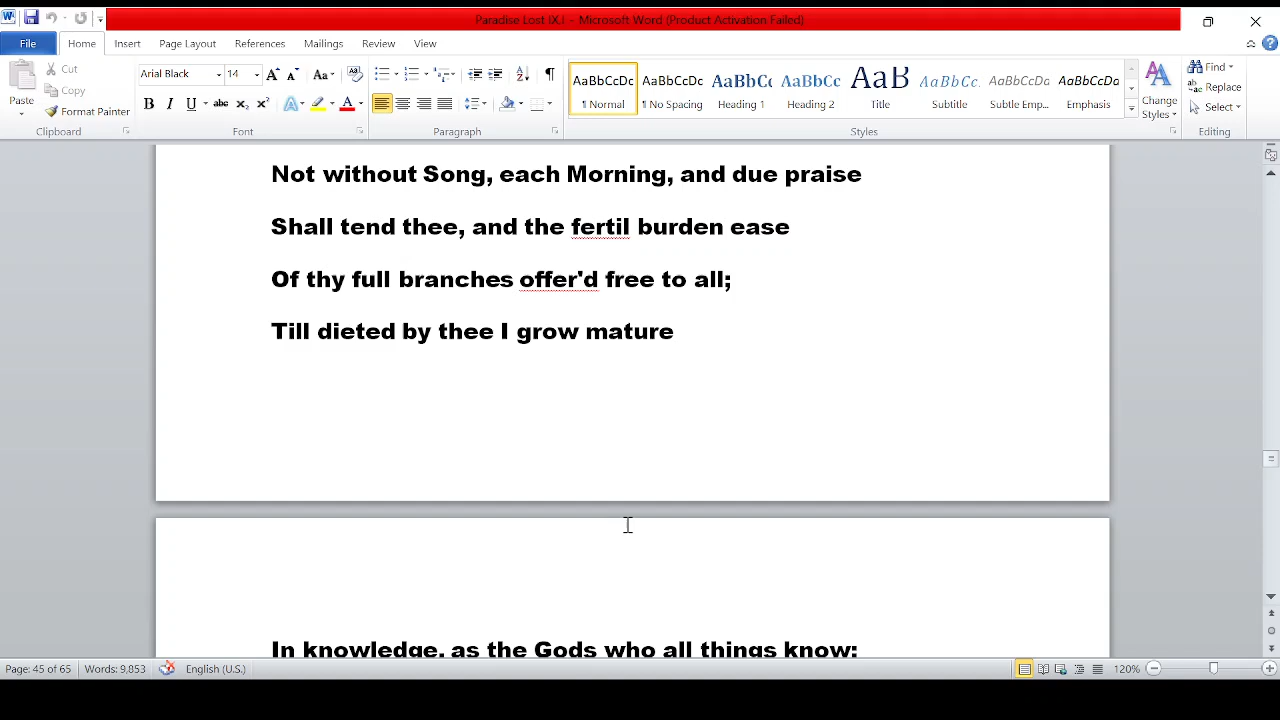 Paradise Lost IX.I - Microsoft Word (Product Activation Failed)
File Home Insert Page Layout References Mailings Review View
Paste
Cut
Copy
Format Painter
Clipboard
Arial Black 14
Font
Paragraph
AaBbCcDc AaBbCcDc AaBbCc AaBbCc AaB AaBbCc. AaBbCcDc AaBbCcDc
¶ Normal ¶ No Spacing Heading 1 Heading 2 Title Subtitle Subtle Emp... Emphasis
Change Styles
Styles
Find
Replace
Select
Editing
Not without Song, each Morning, and due praise
Shall tend thee, and the fertil burden ease
Of thy full branches offer'd free to all;
Till dieted by thee I grow mature
In knowledge, as the Gods who all things know;
Page: 45 of 65 Words: 9,853 English (U.S.) 120%